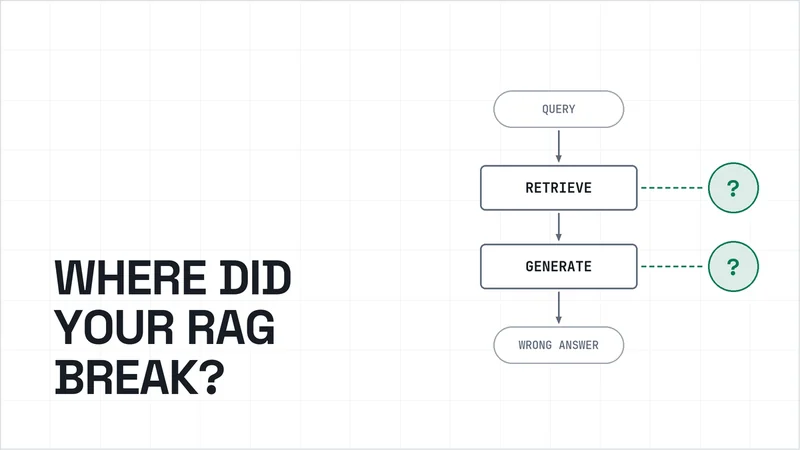 WHERE DID
YOUR RAG
BREAK?
QUERY
RETRIEVE
?
GENERATE
?
WRONG ANSWER